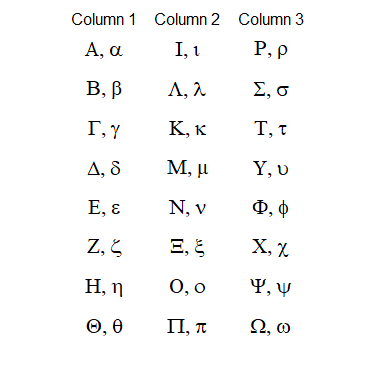 Column 1 Column 2 Column 3
Α, α Ι, ι Ρ, ρ
Β, β Λ, λ Σ, σ
Γ, γ Κ, κ Τ, τ
Δ, δ Μ, μ Υ, υ
Ε, ε Ν, ν Φ, ϕ
Ζ, ζ Ξ, ξ Χ, χ
Η, η Ο, ο Ψ, ψ
Θ, θ Π, π Ω, ω